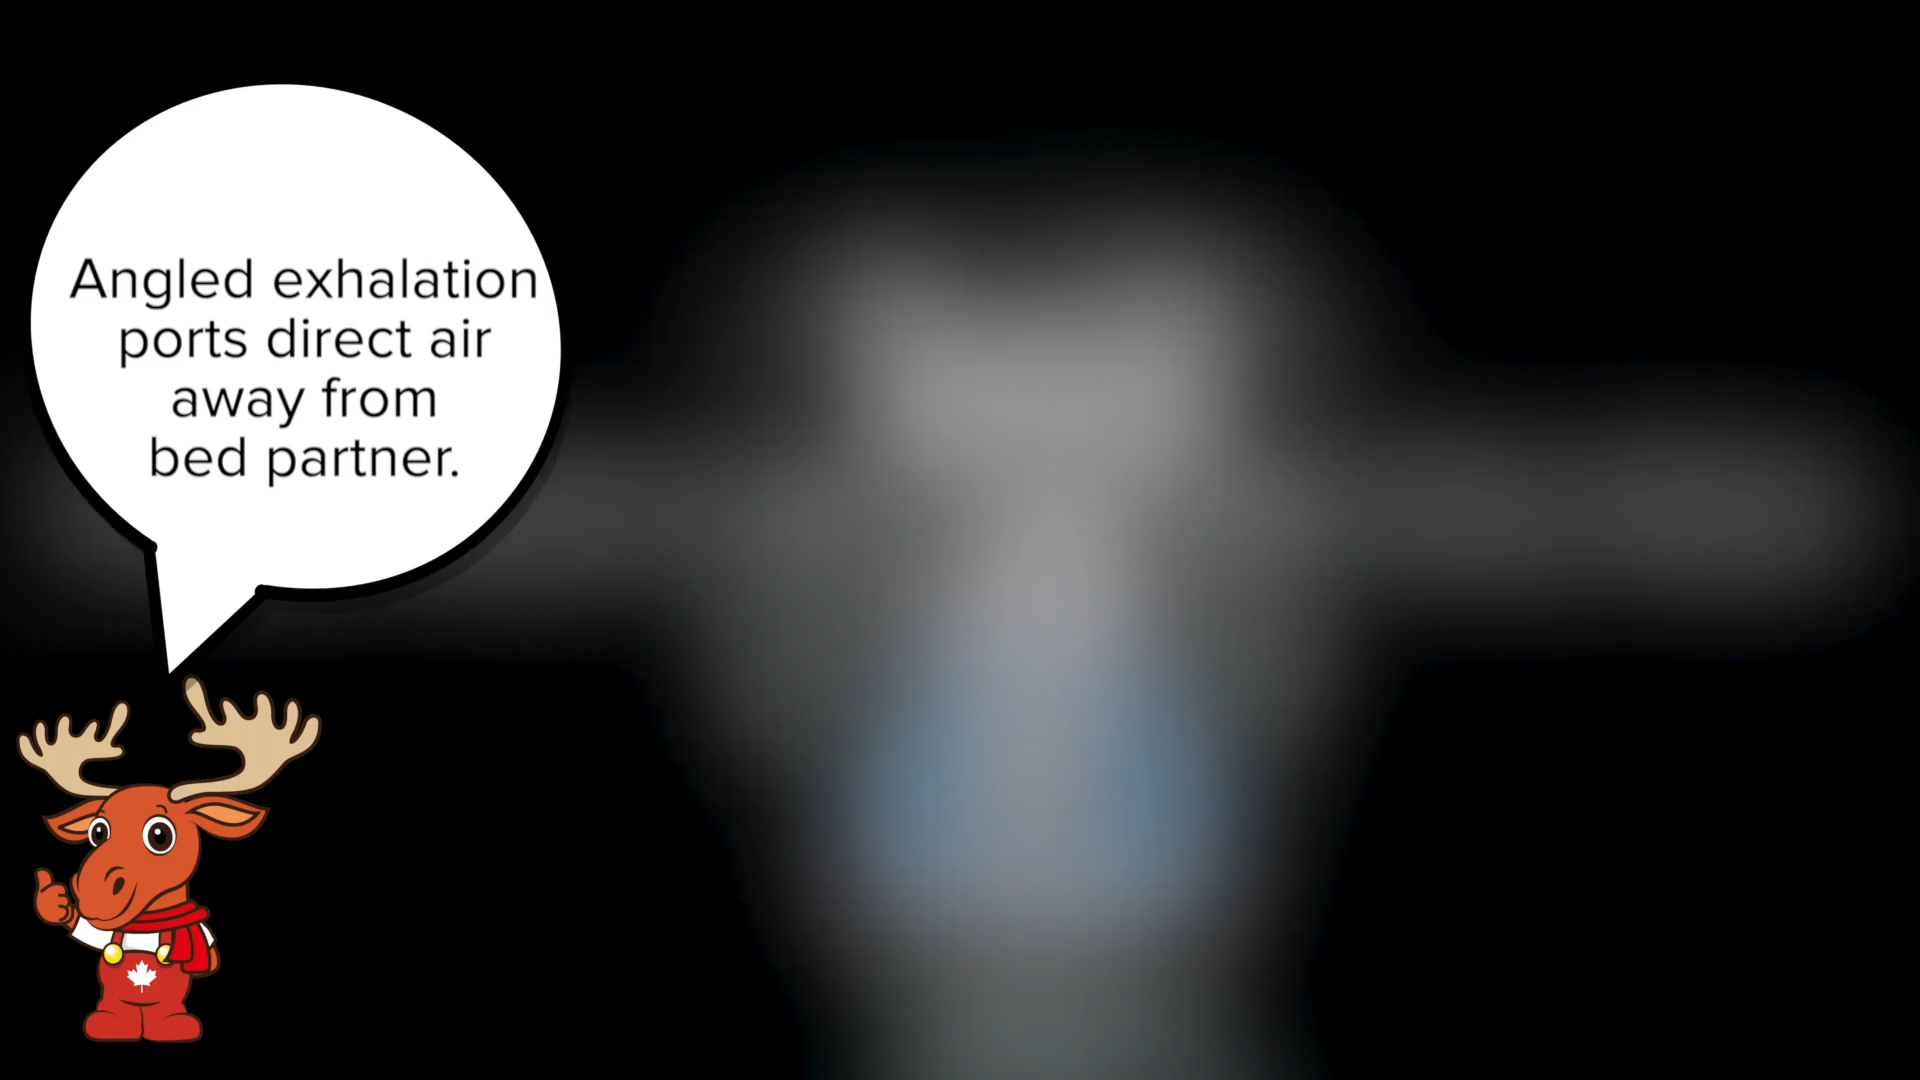 Angled exhalation
ports direct air
away from
bed partner.